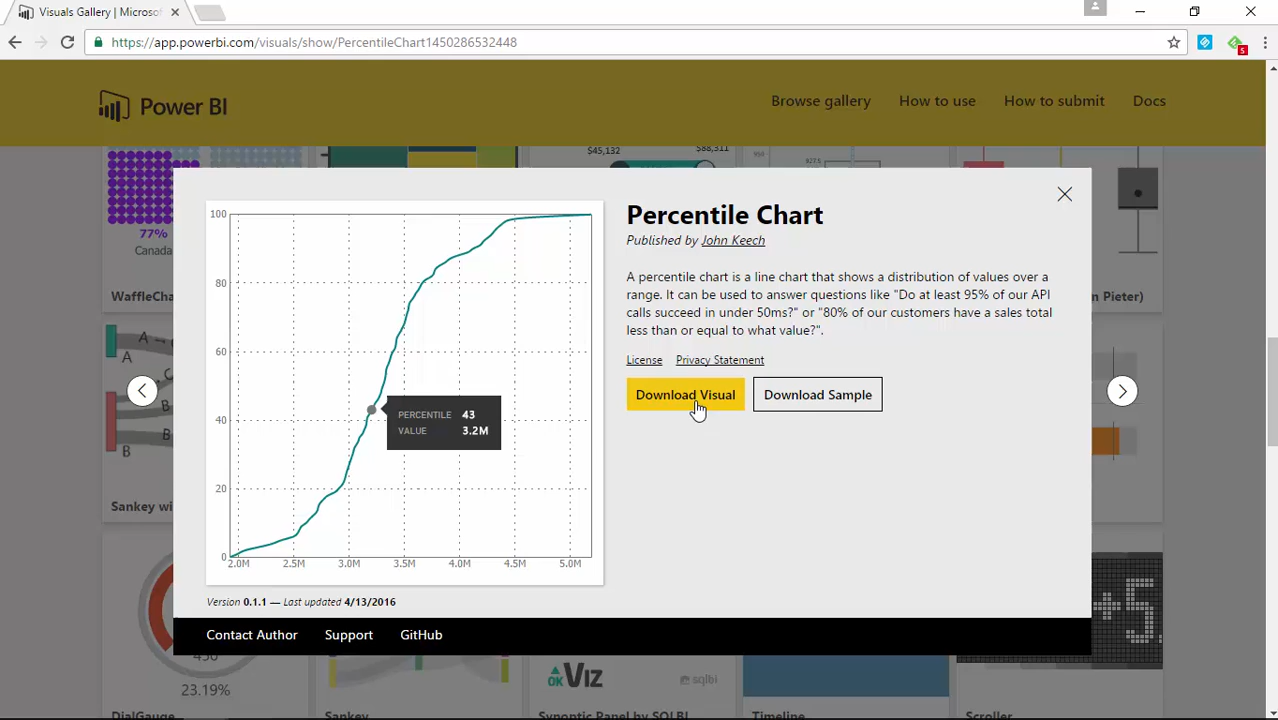 Visuals Gallery | Microsof
https://app.powerbi.com/visuals/show/PercentileChart1450286532448
5
Power BI
Browse gallery
How to use
How to submit
Docs
$45,132
$88,311
77%
Canada
WaffleCha
n Pieter)
A
A
B
B
Sankey wi
Percentile Chart
Published by John Keech
A percentile chart is a line chart that shows a distribution of values over a
range. It can be used to answer questions like "Do at least 95% of our API
calls succeed in under 50ms?" or "80% of our customers have a sales total
less than or equal to what value?".
License Privacy Statement
Download Visual
Download Sample
100
80
60
40
20
0
2.0M 2.5M 3.0M 3.5M 4.0M 4.5M 5.0M
PERCENTILE 43
VALUE 3.2M
Version 0.1.1 — Last updated 4/13/2016
Contact Author
Support
GitHub
23.19%
OKViz
sqlbi
+5
DialGauge
Sankey
Synoptic Panel by SQLBI
Timeline
Scroller